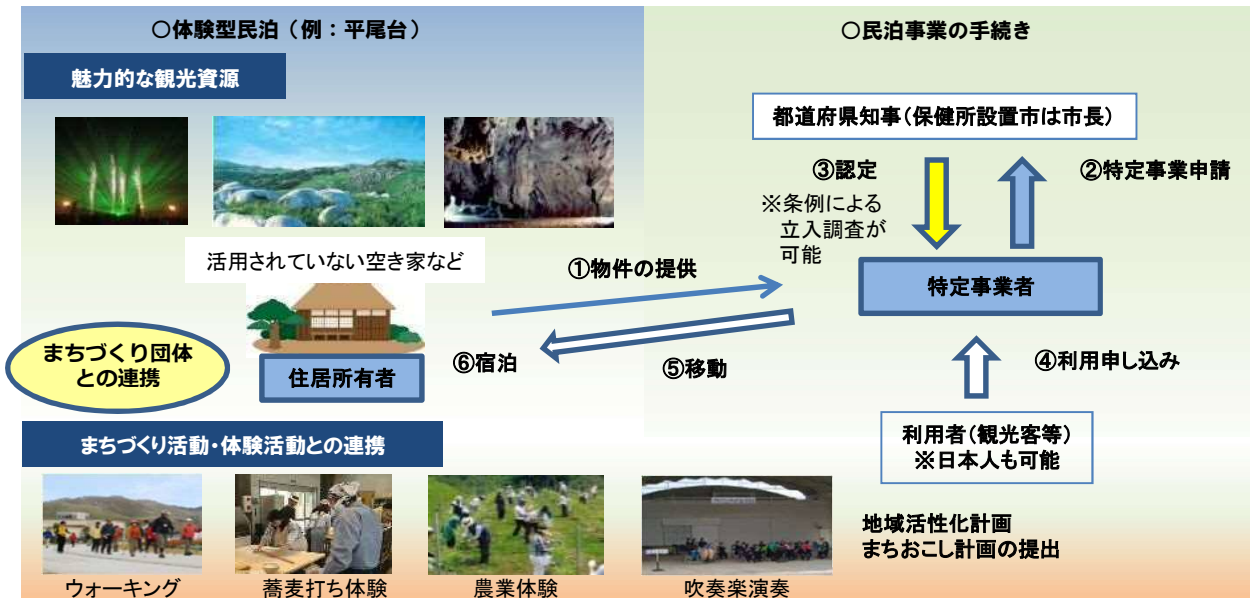 ○体験型民泊（例：平尾台）
魅力的な観光資源
活用されていない空き家など
まちづくり団体
との連携
住居所有者
まちづくり活動・体験活動との連携
ウォーキング
蕎麦打ち体験
農業体験
吹奏楽演奏
○民泊事業の手続き
都道府県知事（保健所設置市は市長）
③認定
※条例による
立入調査が
可能
②特定事業申請
①物件の提供
特定事業者
⑥宿泊
⑤移動
④利用申し込み
利用者（観光客等）
※日本人も可能
地域活性化計画
まちおこし計画の提出